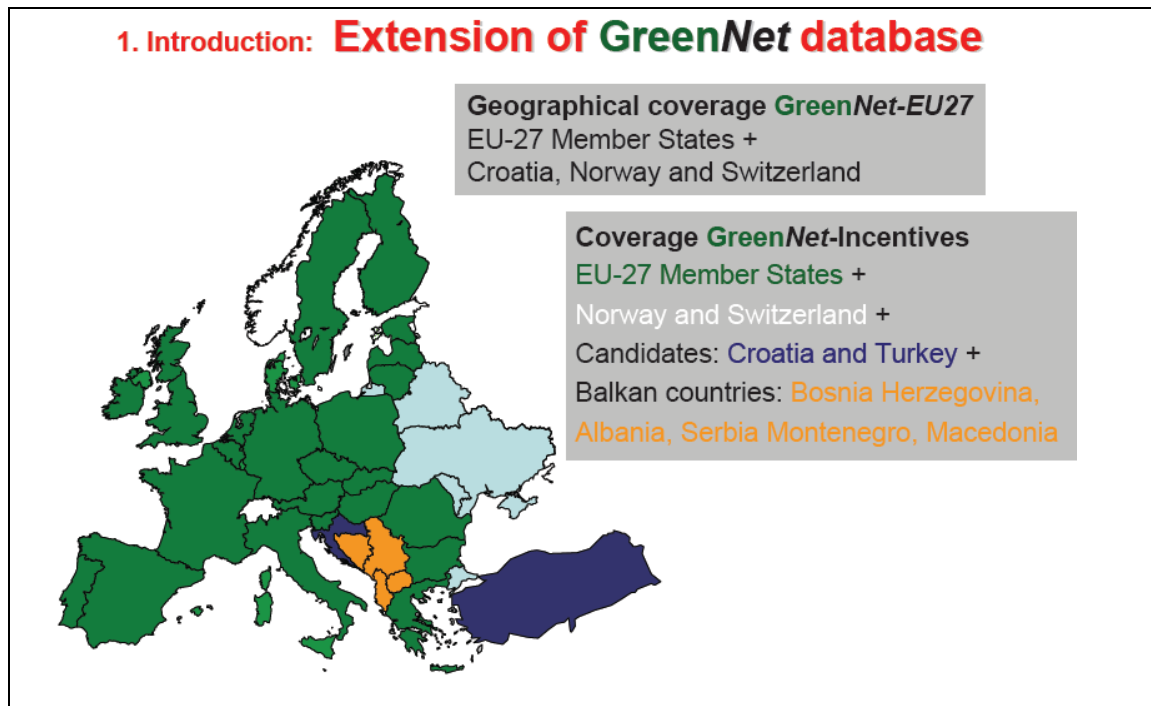 1. Introduction: Extension of GreenNet database
Geographical coverage GreenNet-EU27
EU-27 Member States +
Croatia, Norway and Switzerland
Coverage GreenNet-Incentives
EU-27 Member States +
Norway and Switzerland +
Candidates: Croatia and Turkey +
Balkan countries: Bosnia Herzegovina,
Albania, Serbia Montenegro, Macedonia